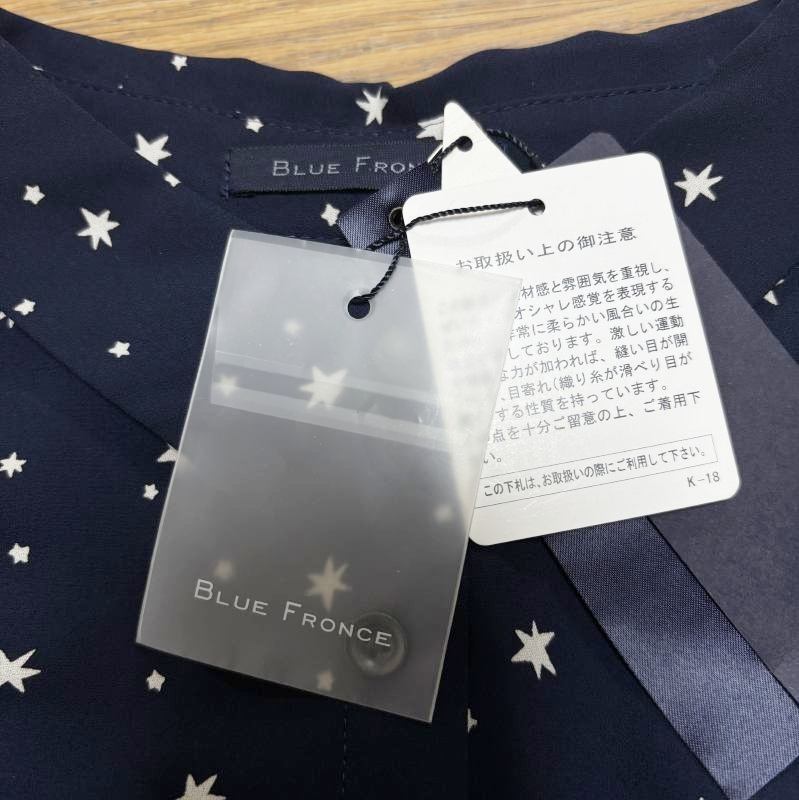 BLUE FRON
お取扱い上の御注意
材感と雰囲気を重視し、
オシャレ感覚を表現する
非常に柔らかい風合いの生
しております。激しい運動
な力が加われば、縫い目が開
、目寄れ(織り糸が滑べり目が
する性質を持っています。
点を十分ご留意の上、ご着用下
い。
この下札は、お取扱いの際にご利用して下さい。
K-18
BLUE FRONCE